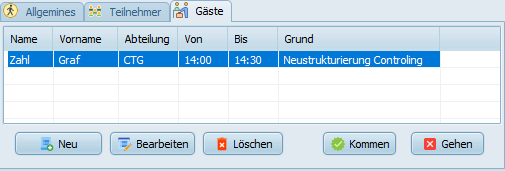 Allgmeines Teilnehmer Gäste
Name Vorname Abteilung Von Bis Grund
Zahl Graf CTG 14:00 14:30 Neustrukturierung Controling
Neu Bearbeiten Löschen Kommen Gehen